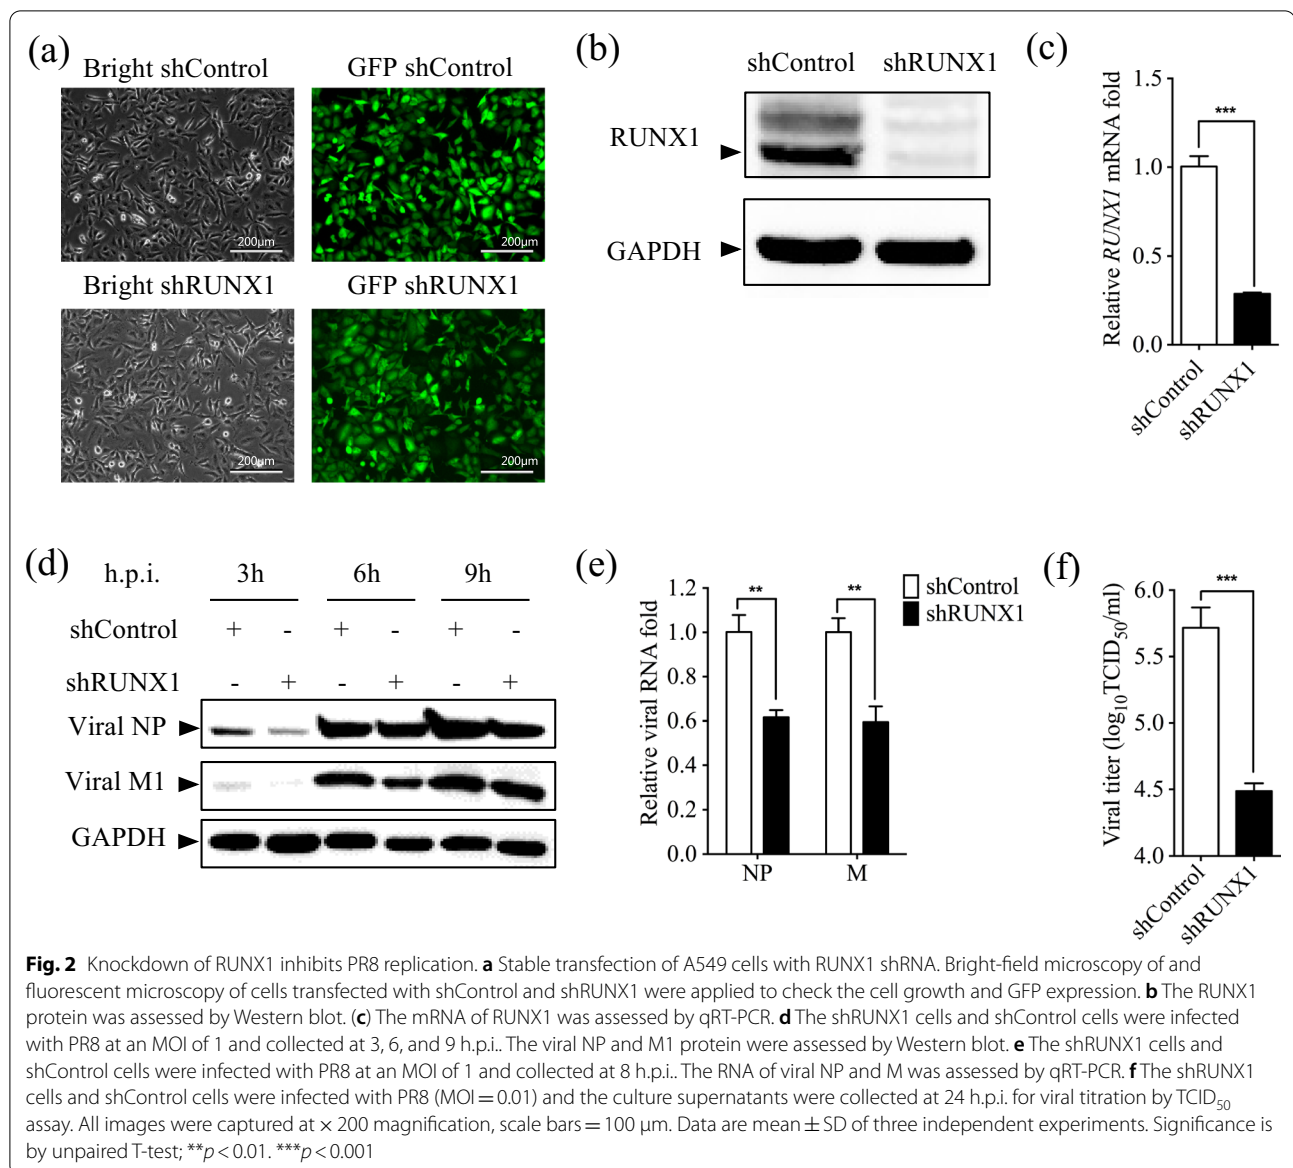 (a)
Bright shControl
GFP shControl
200μm
200μm
Bright shRUNX1
GFP shRUNX1
200μm
200μm
(b)
shControl shRUNX1
RUNX1
GAPDH
(c)
Relative RUNX1 mRNA fold
1.5
1.0
0.5
0.0
***
shControl
shRUNX1
(d)
h.p.i. 3h 6h 9h
shControl + - + - + -
shRUNX1 - + - + - +
Viral NP
Viral M1
GAPDH
(e)
Relative viral RNA fold
1.2
1.0
0.8
0.6
0.4
0.2
0.0
** **
NP M
shControl
shRUNX1
(f)
Viral titer (log10TCID50/ml)
6.0
5.5
5.0
4.5
4.0
***
shControl
shRUNX1
Fig. 2 Knockdown of RUNX1 inhibits PR8 replication. a Stable transfection of A549 cells with RUNX1 shRNA. Bright-field microscopy of and
fluorescent microscopy of cells transfected with shControl and shRUNX1 were applied to check the cell growth and GFP expression. b The RUNX1
protein was assessed by Western blot. (c) The mRNA of RUNX1 was assessed by qRT-PCR. d The shRUNX1 cells and shControl cells were infected
with PR8 at an MOI of 1 and collected at 3, 6, and 9 h.p.i.. The viral NP and M1 protein were assessed by Western blot. e The shRUNX1 cells and
shControl cells were infected with PR8 at an MOI of 1 and collected at 8 h.p.i.. The RNA of viral NP and M was assessed by qRT-PCR. f The shRUNX1
cells and shControl cells were infected with PR8 (MOI = 0.01) and the culture supernatants were collected at 24 h.p.i. for viral titration by TCID50
assay. All images were captured at × 200 magnification, scale bars = 100 μm. Data are mean ± SD of three independent experiments. Significance is
by unpaired T-test; **p < 0.01. ***p < 0.001